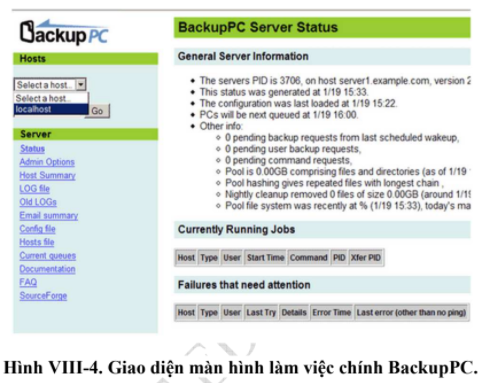 BackupPC
Hosts
Select a host..
Select a host..
localhost
Go
Server
Status
Admin Options
Host Summary
LOG file
Old LOGs
Email summary
Config file
Hosts file
Current queues
Documentation
FAQ
SourceForge
BackupPC Server Status
General Server Information
The servers PID is 3706, on host server1.example.com, version 2
This status was generated at 1/19 15:33.
The configuration was last loaded at 1/19 15:22.
PCs will be next queued at 1/19 16:00.
Other info:
0 pending backup requests from last scheduled wakeup,
0 pending user backup requests,
0 pending command requests,
Pool is 0.00GB comprising files and directories (as of 1/19
Pool hashing gives repeated files with longest chain ,
Nightly cleanup removed 0 files of size 0.00GB (around 1/19
Pool file system was recently at % (1/19 15:33), today's ma
Currently Running Jobs
Host Type User Start Time Command PID Xfer PID
Failures that need attention
Host Type User Last Try Details Error Time Last error (other than no ping)
Hình VIII-4. Giao diện màn hình làm việc chính BackupPC.